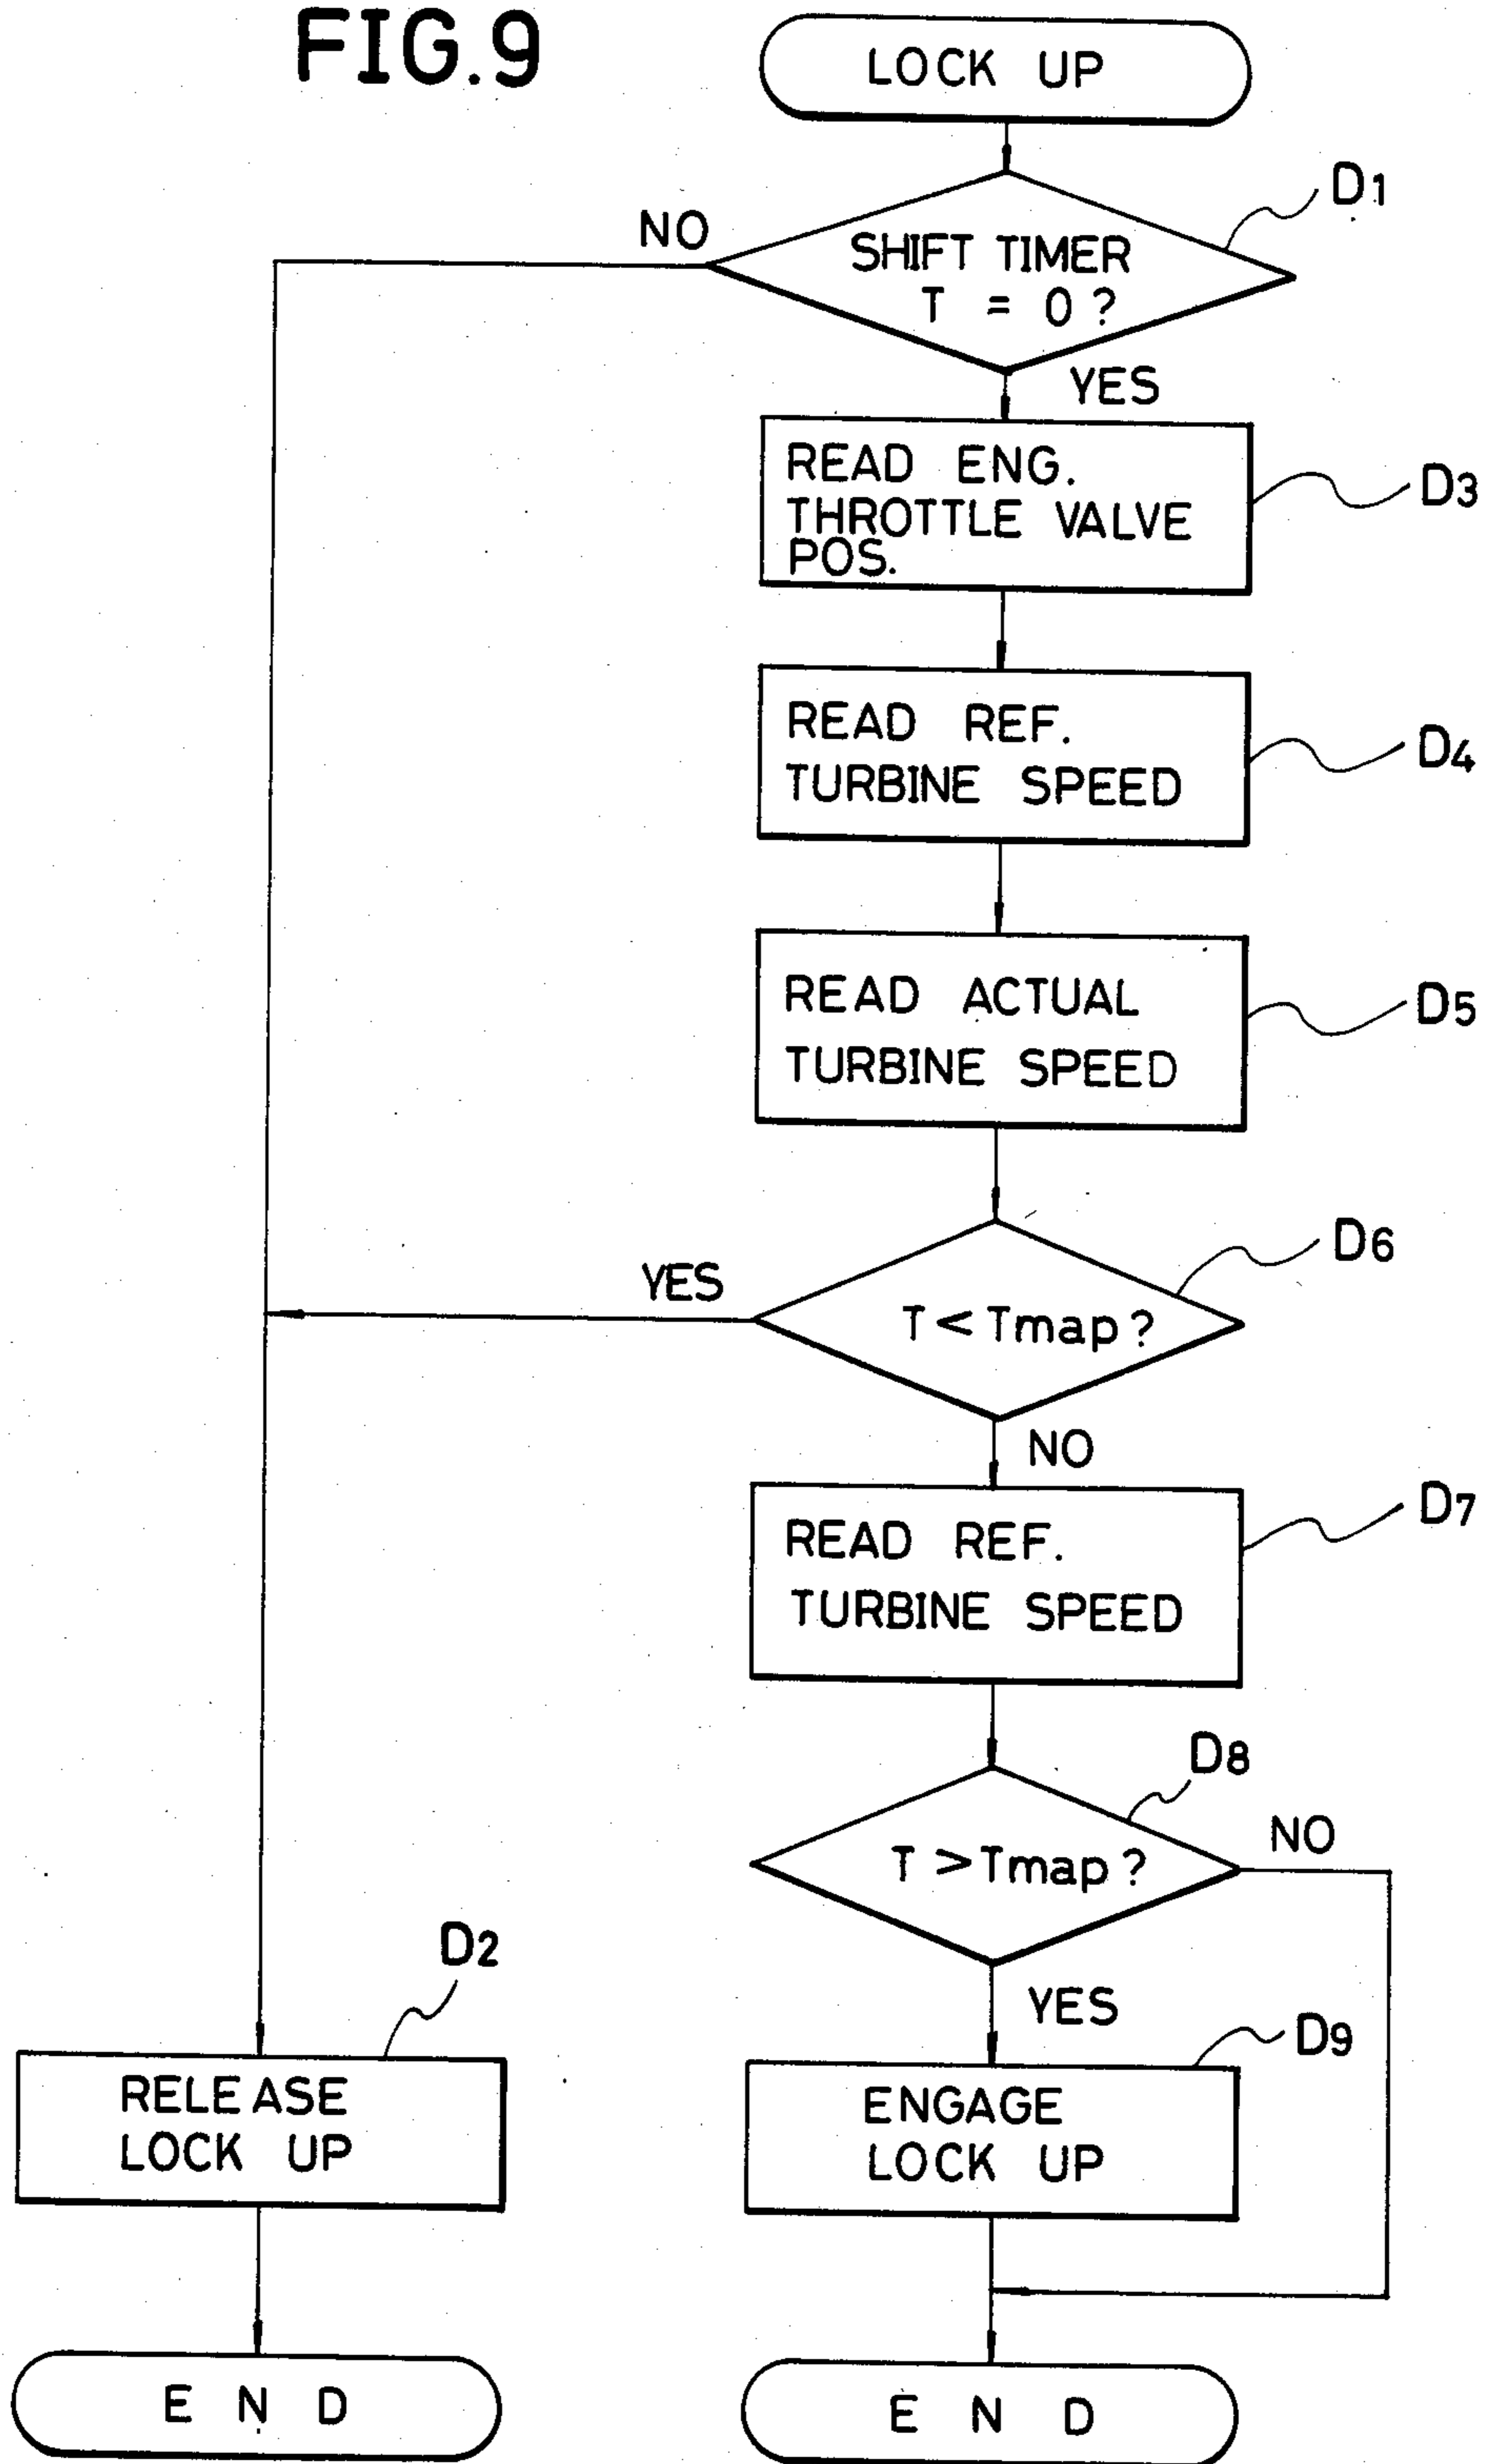 FIG.9
LOCK UP
D1
NO
SHIFT TIMER
T = 0 ?
YES
READ ENG.
THROTTLE VALVE
POS.
D3
READ REF.
TURBINE SPEED
D4
READ ACTUAL
TURBINE SPEED
D5
D6
YES
T < Tmap ?
NO
READ REF.
TURBINE SPEED
D7
D8
NO
T > Tmap ?
D2
YES
D9
RELEASE
LOCK UP
ENGAGE
LOCK UP
E N D
E N D